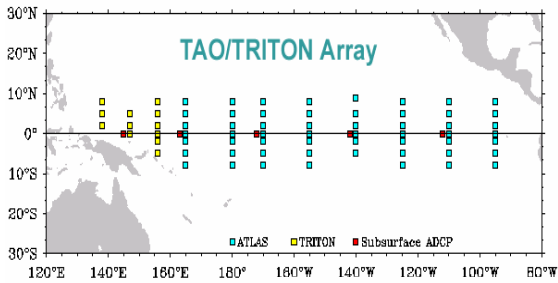 30°N
TAO/TRITON Array
20°N
10°N
0°
10°S
20°S
ATLAS TRITON Subsurface ADCP
30°S
120°E 140°E 160°E 180° 160°W 140°W 120°W 100°W 80°W